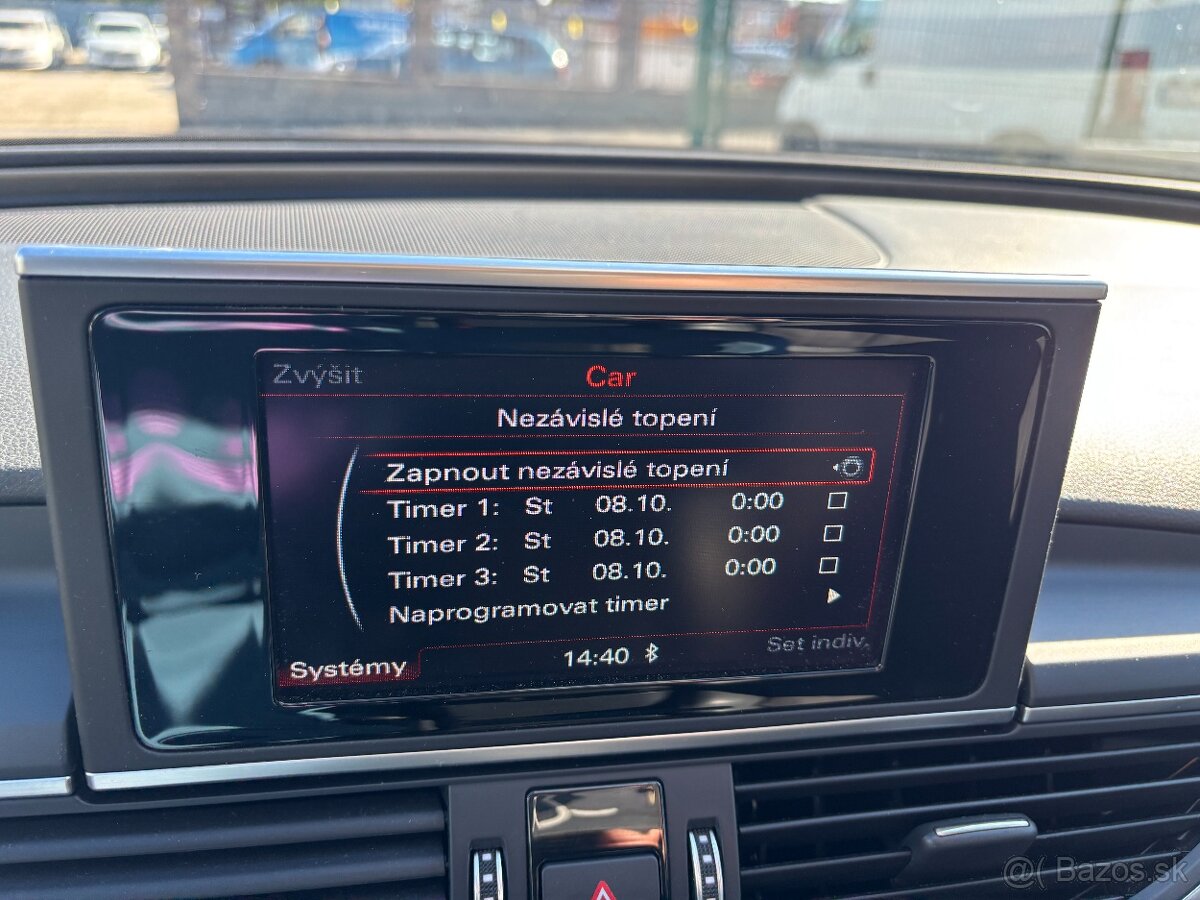 Zvýšit Car
Nezávislé topení
Zapnout nezávislé topení
Timer 1: St 08.10. 0:00
Timer 2: St 08.10. 0:00
Timer 3: St 08.10. 0:00
Naprogramovat timer
Set indiv.
Systémy 14:40
@( Bazos.sk